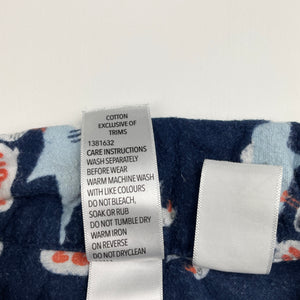 COTTON
EXCLUSIVE OF
TRIMS
1381632
CARE INSTRUCTIONS
WASH SEPARATELY
BEFORE WEAR
WARM MACHINE WASH
WITH LIKE COLOURS
DO NOT BLEACH,
SOAK OR RUB
DO NOT TUMBLE DRY
WARM IRON
ON REVERSE
DO NOT DRYCLEAN